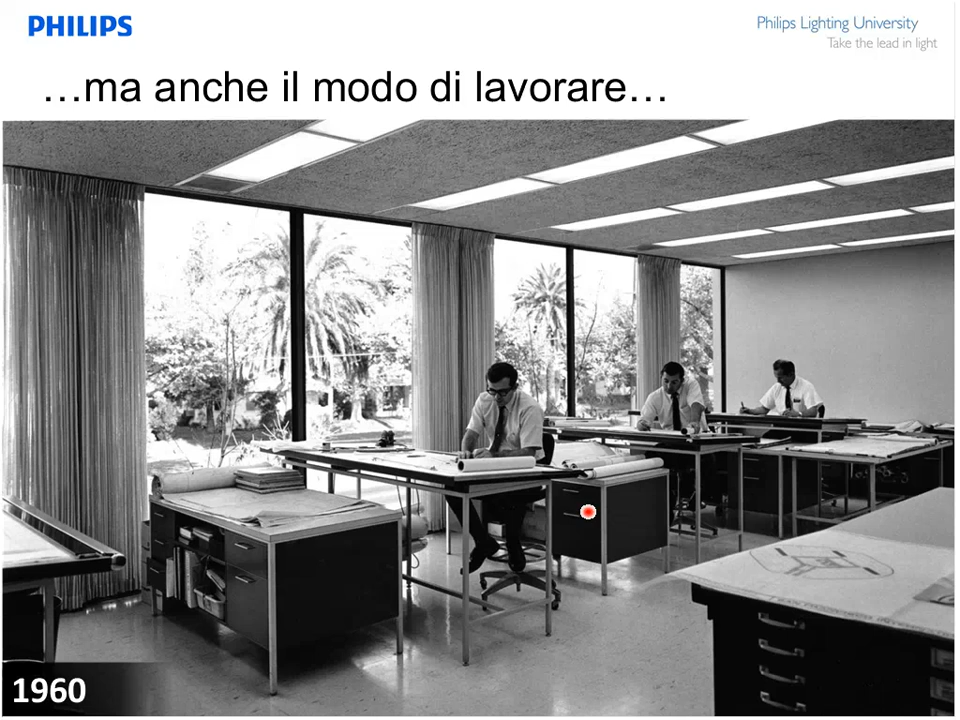 PHILIPS
Philips Lighting University
Take the lead in light
…ma anche il modo di lavorare…
1960